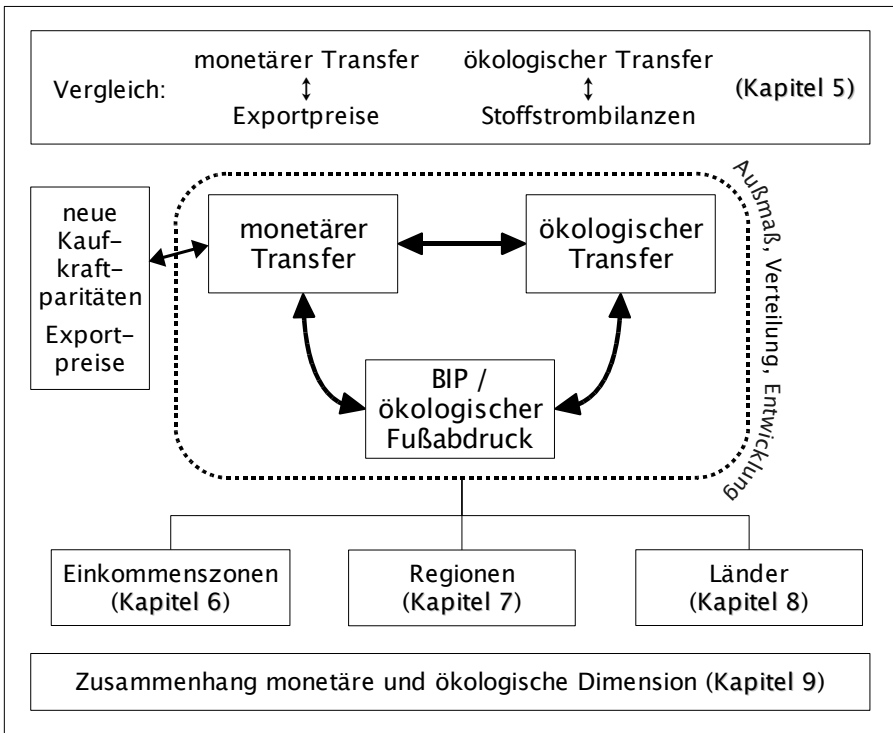 monetärer Transfer ökologischer Transfer
Vergleich: ↕ ↕ (Kapitel 5)
Exportpreise Stoffstrombilanzen
neue
Kauf-
kraft-
paritäten
Export-
preise
monetärer
Transfer
ökologischer
Transfer
BIP /
ökologischer
Fußabdruck
Außmaß, Verteilung, Entwicklung
Einkommenszonen
(Kapitel 6)
Regionen
(Kapitel 7)
Länder
(Kapitel 8)
Zusammenhang monetäre und ökologische Dimension (Kapitel 9)